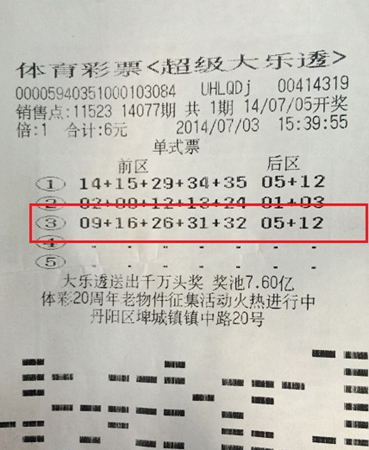 体育彩票<超级大乐透>
000059403510001030​84 UHLQDj 00414319
销售点:11523 14077期 共1期 14/07/05开奖
倍:1 合计:6元 2014/07/03 15:39:55
单式票
前区 后区
① 14+15+29+34+35 05+12
② 02+09+12+13+24 01+03
③ 09+16+26+31+32 05+12
④ - - - - - - -
⑤ - - - - - - -
大乐透送出千万头奖 奖池7.60亿
体彩20周年老物件征集活动火热进行中
丹阳区埤城镇镇中路20号